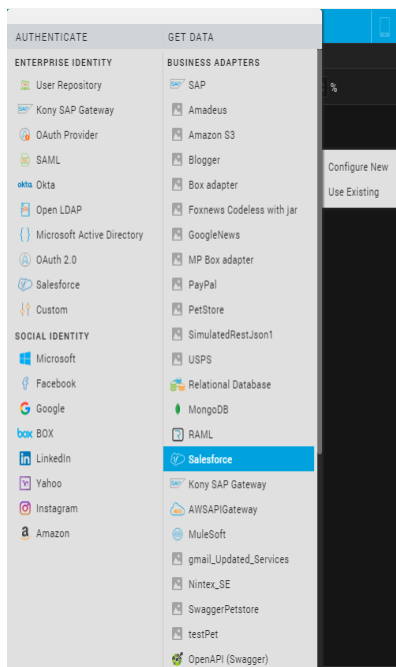 AUTHENTICATE
ENTERPRISE IDENTITY
User Repository
SAP Kony SAP Gateway
OAuth Provider
SAML
okta Okta
Open LDAP
{ } Microsoft Active Directory
OAuth 2.0
Salesforce
Custom
SOCIAL IDENTITY
Microsoft
Facebook
Google
box BOX
in LinkedIn
Yahoo
Instagram
a Amazon
GET DATA
BUSINESS ADAPTERS
SAP SAP
Amadeus
Amazon S3
Blogger
Box adapter
Foxnews Codeless with jar
GoogleNews
MP Box adapter
PayPal
PetStore
SimulatedRestJson1
USPS
Relational Database
MongoDB
RAML
Salesforce
SAP Kony SAP Gateway
AWSAPIGateway
MuleSoft
gmail_Updated_Services
Nintex_SE
SwaggerPetstore
testPet
OpenAPI (Swagger)
%
Configure New
Use Existing